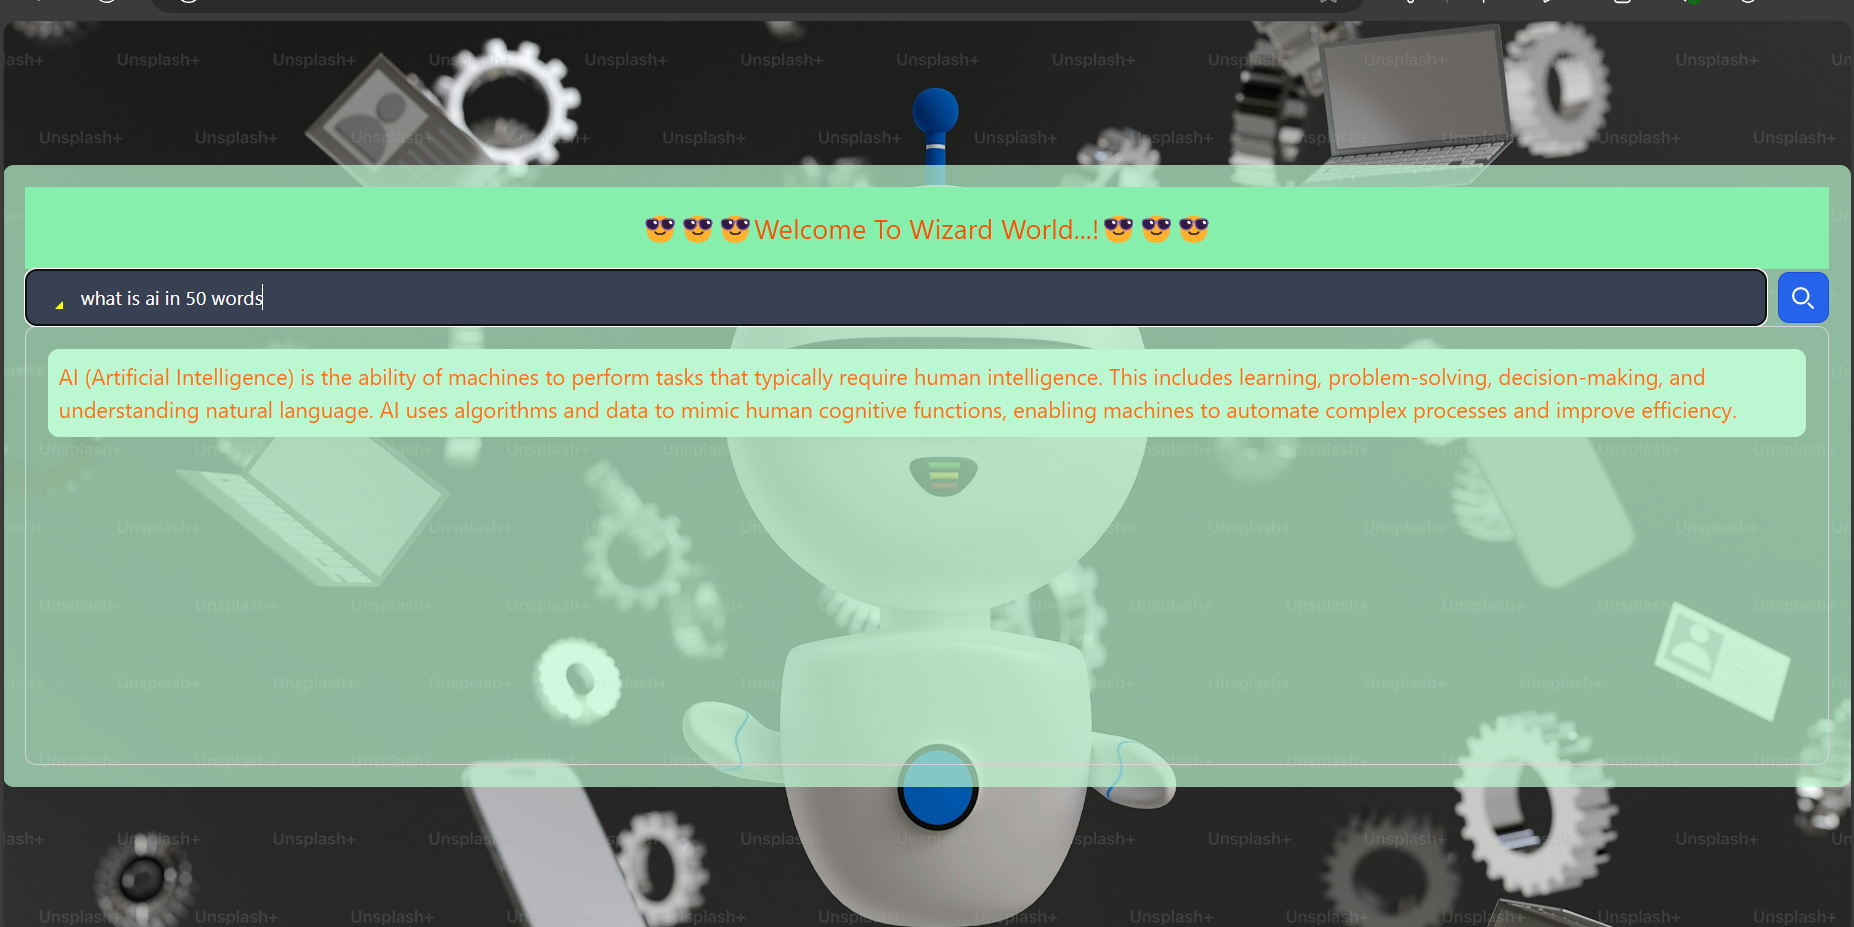 😎😎😎Welcome To Wizard World...!😎😎😎
what is ai in 50 words
AI (Artificial Intelligence) is the ability of machines to perform tasks that typically require human intelligence. This includes learning, problem-solving, decision-making, and
understanding natural language. AI uses algorithms and data to mimic human cognitive functions, enabling machines to automate complex processes and improve efficiency.
Unsplash+